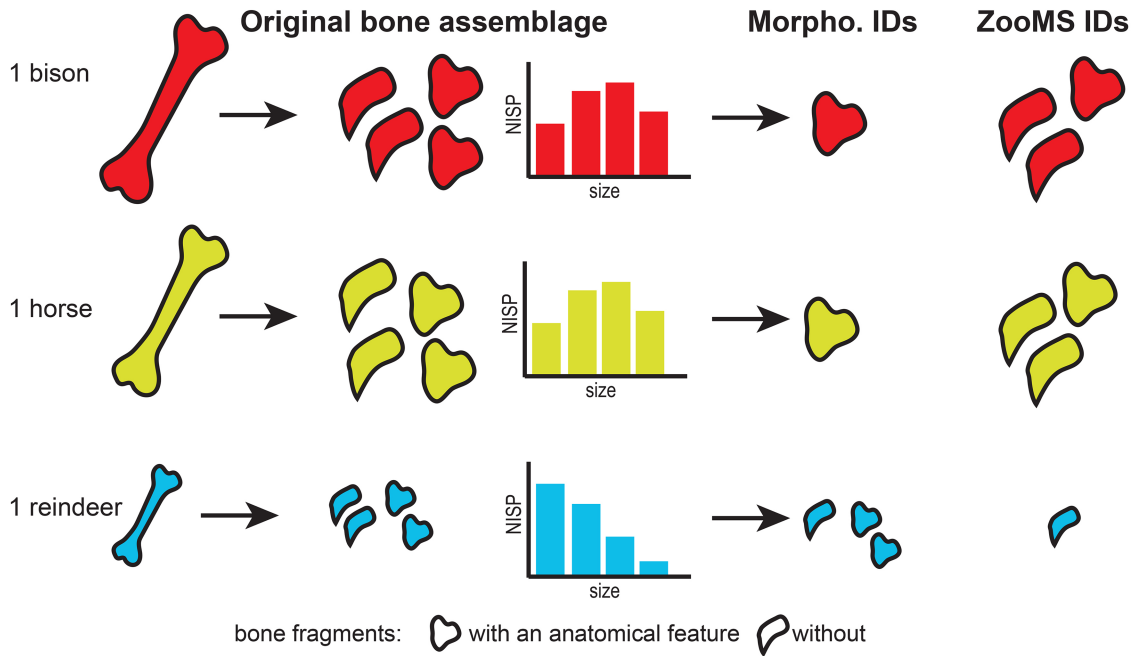 Original bone assemblage
Morpho. IDs
ZooMS IDs
1 bison
NISP
size
1 horse
NISP
size
1 reindeer
NISP
size
bone fragments: with an anatomical feature without